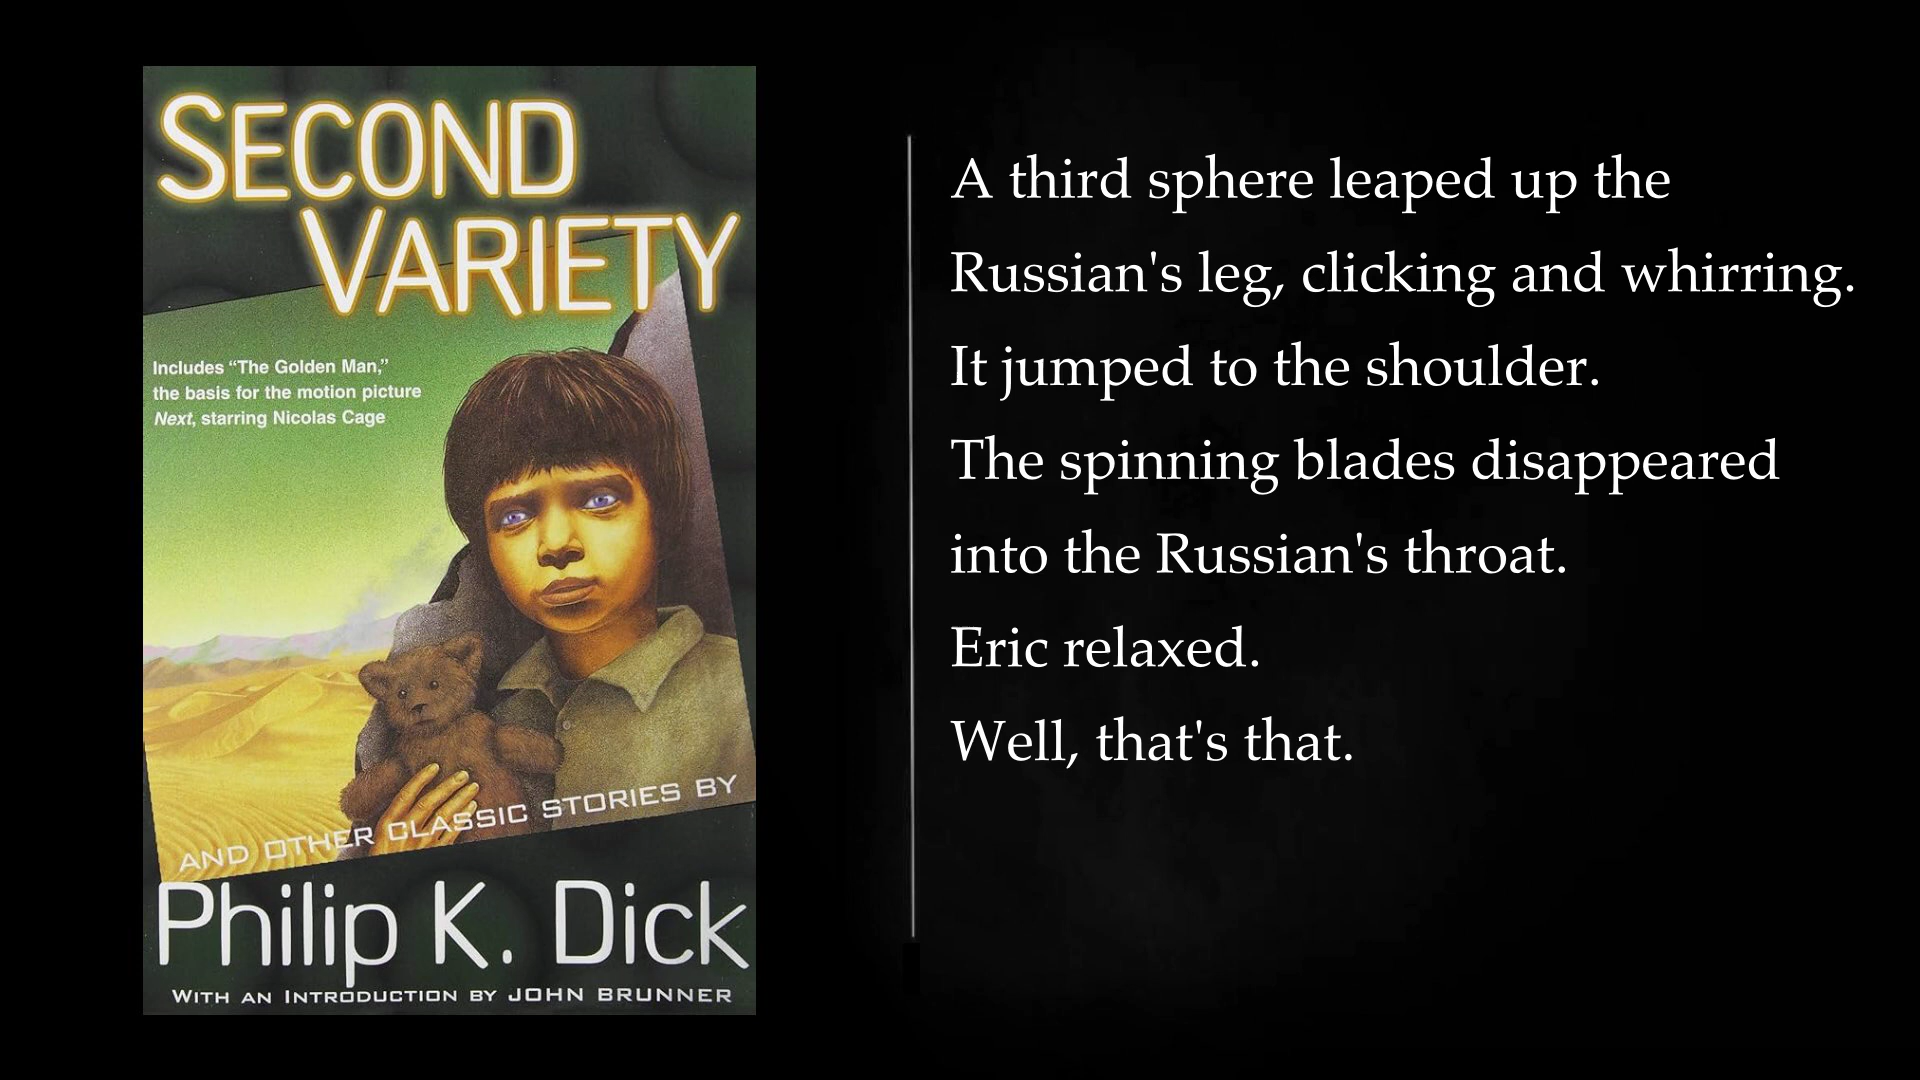 SECOND
VARIETY
Includes “The Golden Man,”
the basis for the motion picture
Next, starring Nicolas Cage
AND OTHER CLASSIC STORIES BY
Philip K. Dick
WITH AN INTRODUCTION BY JOHN BRUNNER
A third sphere leaped up the
Russian's leg, clicking and whirring.
It jumped to the shoulder.
The spinning blades disappeared
into the Russian's throat.
Eric relaxed.
Well, that's that.